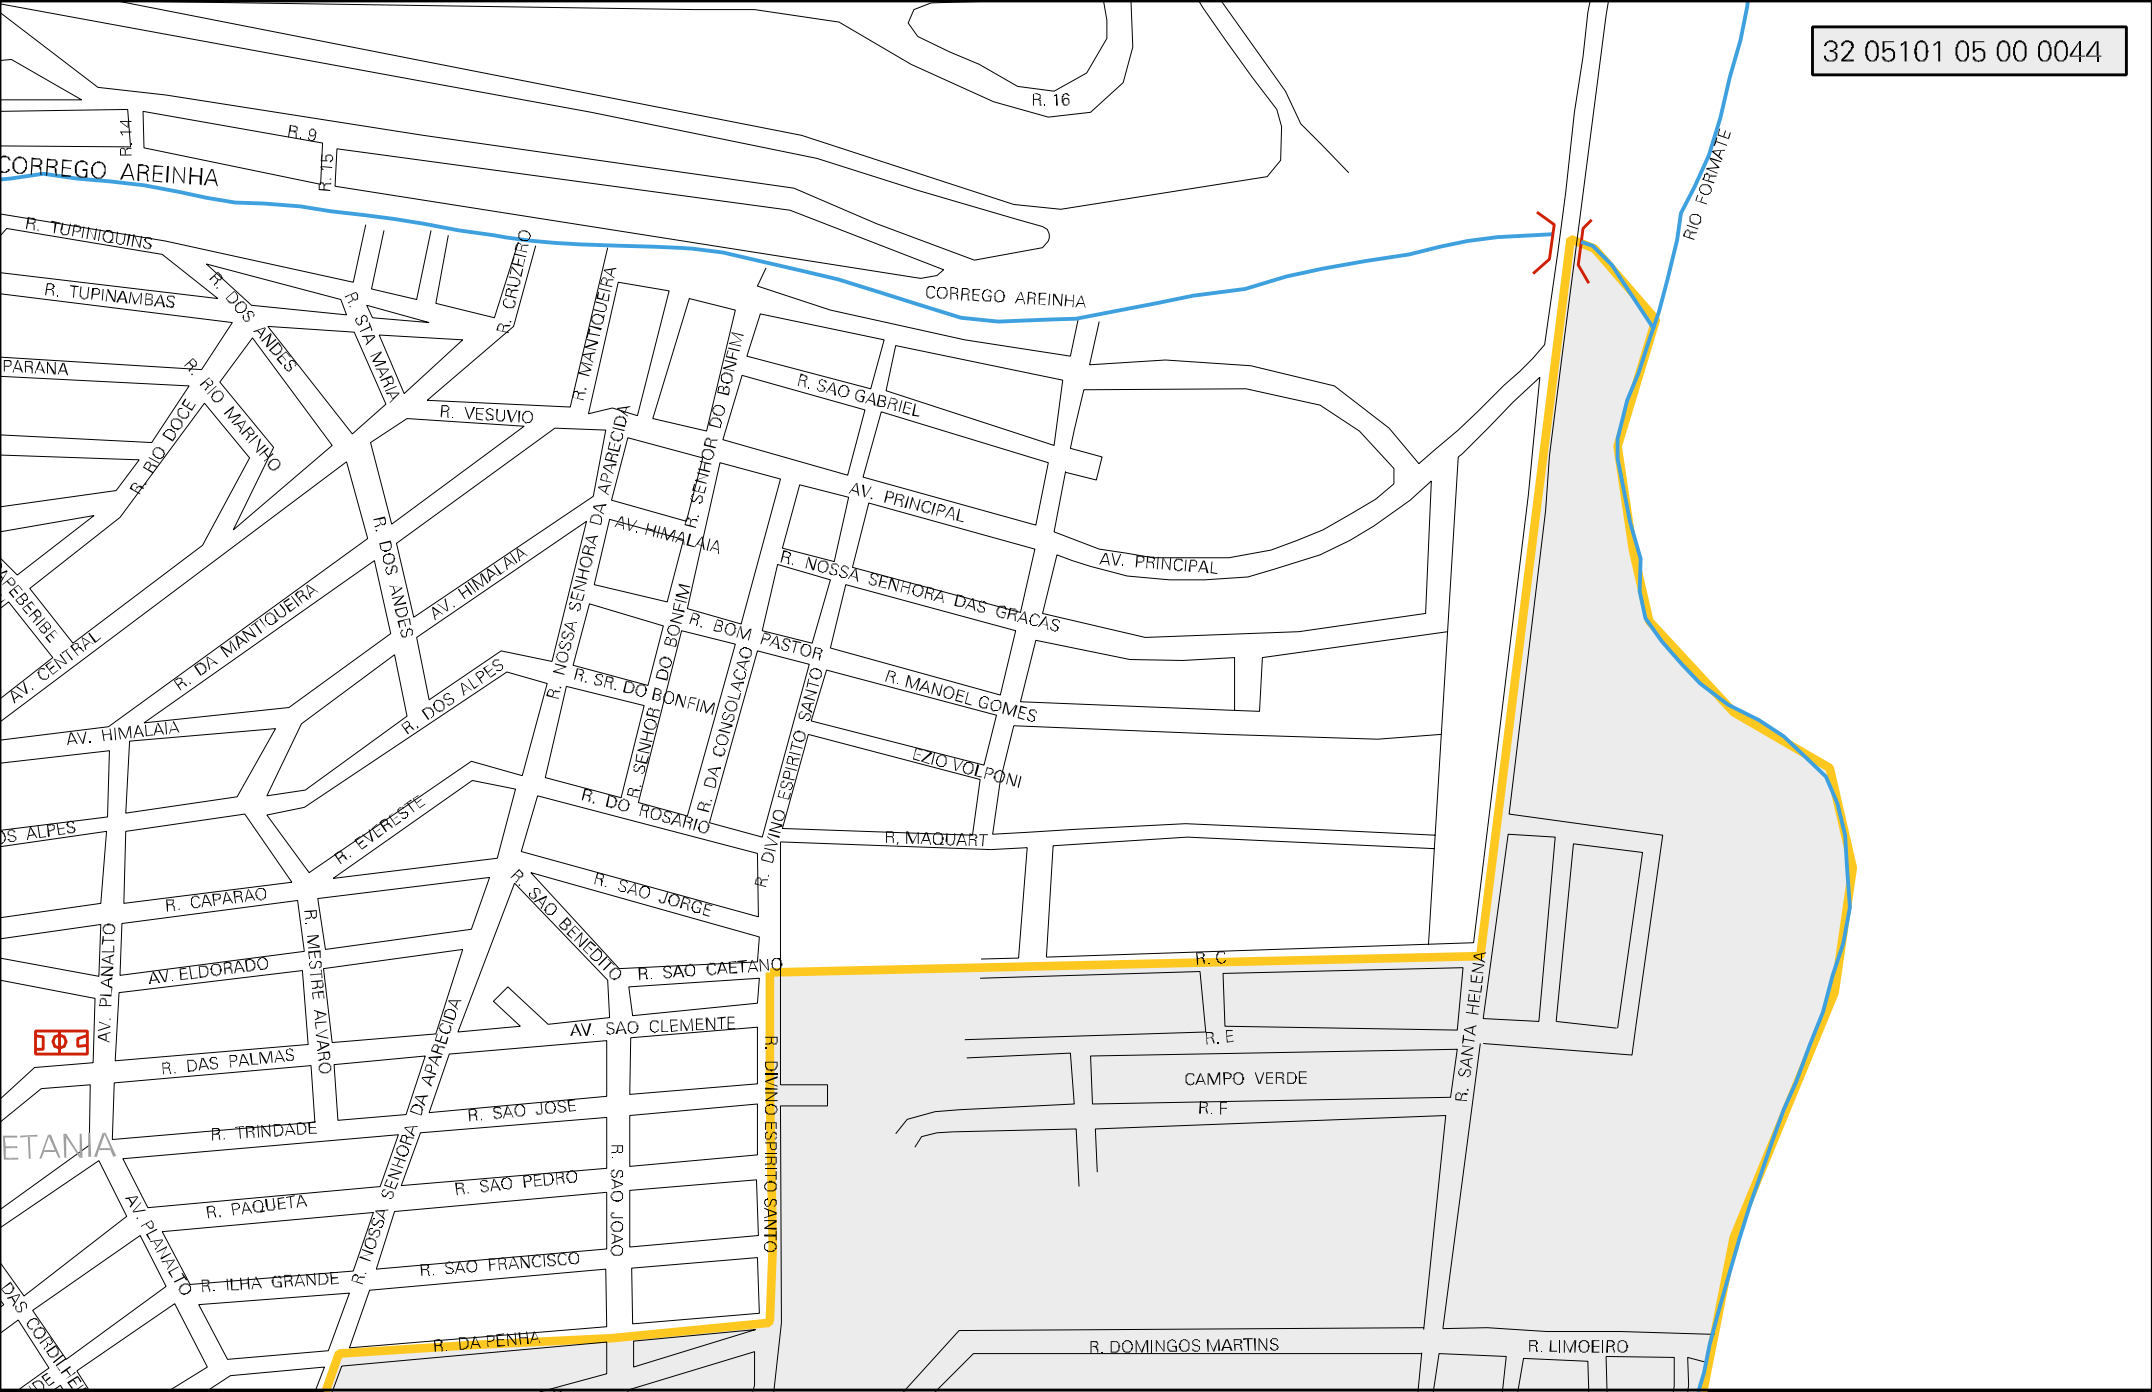 32 05101 05 00 0044
R. 16
R. 14
R. 9
R. 15
CORREGO AREINHA
RIO FORMATE
R. TUPINIQUINS
R. CRUZEIRO
R. TUPINAMBAS
R. DOS ANDES
R. STA MARIA
R. MANTIQUEIRA
CORREGO AREINHA
PARANA
R. RIO MARINHO
R. RIO DOCE
R. VESUVIO
R. SENHOR DO BONFIM
R. SAO GABRIEL
R. NOSSA SENHORA DA APARECIDA
AV. PRINCIPAL
AV. HIMALAIA
R. DOS ANDES
AV. HIMALAIA
R. NOSSA SENHORA DAS GRACAS
AV. PRINCIPAL
APEBERIBE
AV. CENTRAL
R. DA MANTIQUEIRA
R. BOM PASTOR
R. SENHOR DO BONFIM
R. SR. DO BONFIM
R. DA CONSOLACAO
R. MANOEL GOMES
R. DOS ALPES
AV. HIMALAIA
EZIO VOLPONI
R. DIVINO ESPIRITO SANTO
R. DO ROSARIO
OS ALPES
R. EVERESTE
R, MAQUART
R. CAPARAO
R. SAO JORGE
R. SAO BENEDITO
R. MESTRE ALVARO
AV. PLANALTO
AV. ELDORADO
R. SAO CAETANO
R. C
R. SANTA HELENA
AV. SAO CLEMENTE
R. E
R. DAS PALMAS
R. NOSSA SENHORA DA APARECIDA
R. DIVINO ESPIRITO SANTO
CAMPO VERDE
R. SAO JOSE
R. F
R. TRINDADE
ETANIA
R. SAO JOAO
R. SAO PEDRO
R. PAQUETA
AV. PLANALTO
R. SAO FRANCISCO
R. ILHA GRANDE
R. DA PENHA
R. DOMINGOS MARTINS
R. LIMOEIRO